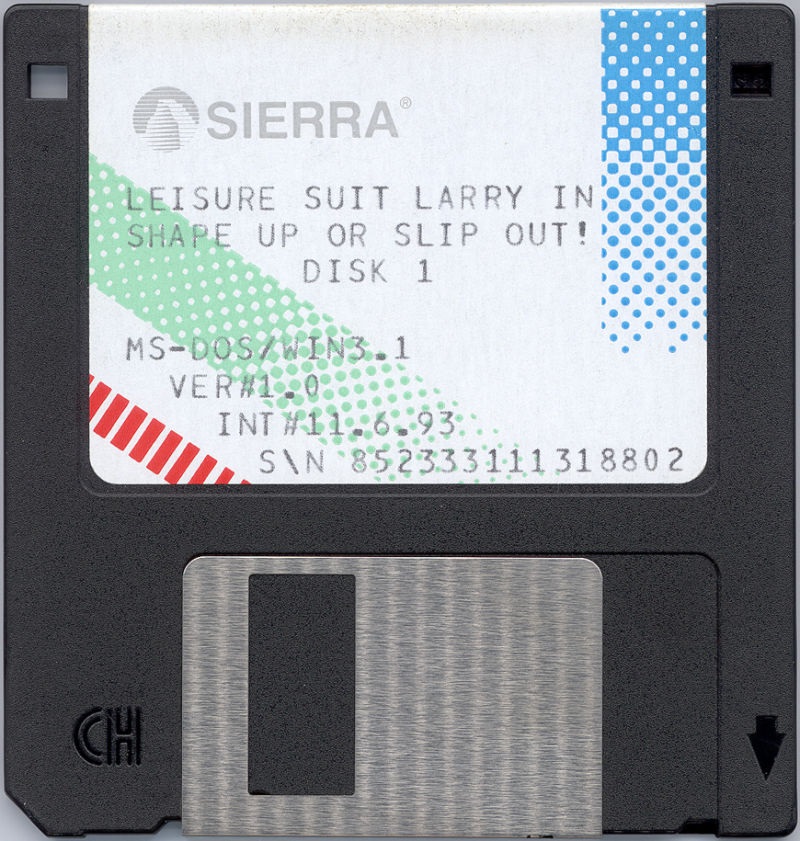 SIERRA®
LEISURE SUIT LARRY IN
SHAPE UP OR SLIP OUT!
DISK 1
MS-DOS/WIN3.1
VER#1.0
INT#11.6.93
S\N 852333111318802